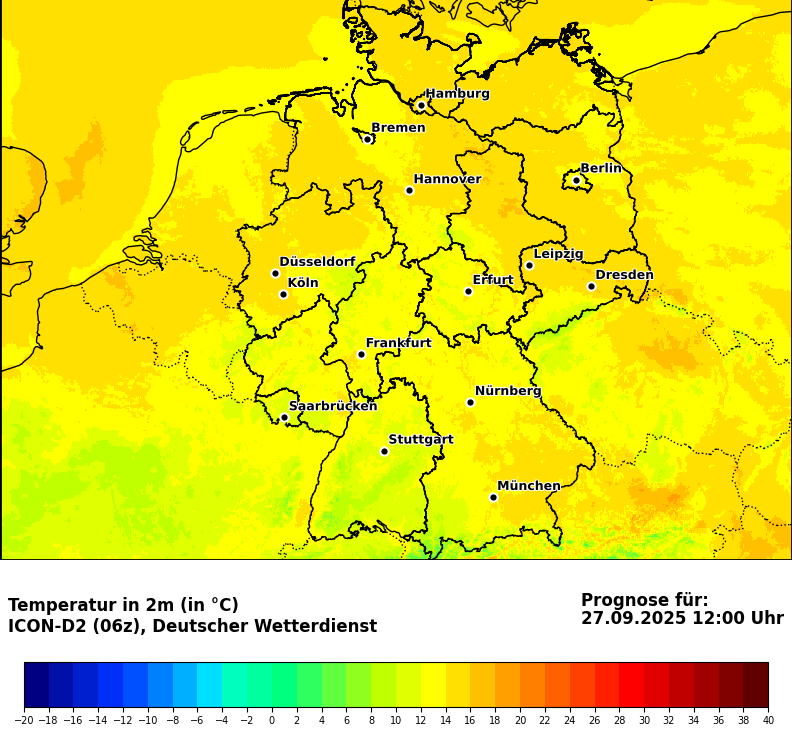 Hamburg
Bremen
Berlin
Hannover
Leipzig
Düsseldorf
Dresden
Köln
Erfurt
Frankfurt
Nürnberg
Saarbrücken
Stuttgart
München
Temperatur in 2m (in °C)
ICON-D2 (06z), Deutscher Wetterdienst
Prognose für:
27.09.2025 12:00 Uhr
−20 −18 −16 −14 −12 −10 −8 −6 −4 −2 0 2 4 6 8 10 12 14 16 18 20 22 24 26 28 30 32 34 36 38 40